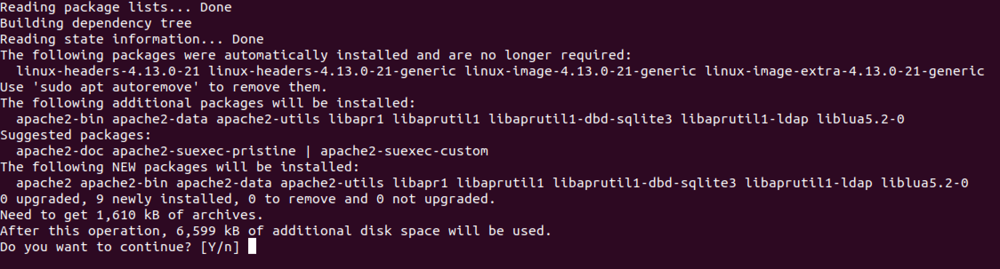 Reading package lists... Done
Building dependency tree
Reading state information... Done
The following packages were automatically installed and are no longer required:
  linux-headers-4.13.0-21 linux-headers-4.13.0-21-generic linux-image-4.13.0-21-generic linux-image-extra-4.13.0-21-generic
Use 'sudo apt autoremove' to remove them.
The following additional packages will be installed:
  apache2-bin apache2-data apache2-utils libapr1 libaprutil1 libaprutil1-dbd-sqlite3 libaprutil1-ldap liblua5.2-0
Suggested packages:
  apache2-doc apache2-suexec-pristine | apache2-suexec-custom
The following NEW packages will be installed:
  apache2 apache2-bin apache2-data apache2-utils libapr1 libaprutil1 libaprutil1-dbd-sqlite3 libaprutil1-ldap liblua5.2-0
0 upgraded, 9 newly installed, 0 to remove and 0 not upgraded.
Need to get 1,610 kB of archives.
After this operation, 6,599 kB of additional disk space will be used.
Do you want to continue? [Y/n]